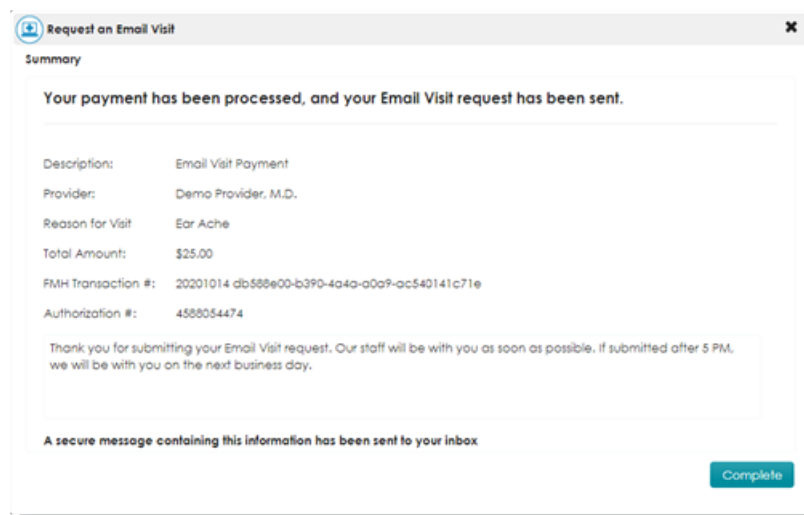 Request an Email Visit
Summary
Your payment has been processed, and your Email Visit request has been sent.
Description: Email Visit Payment
Provider: Demo Provider, M.D.
Reason for Visit Ear Ache
Total Amount: $25.00
FMH Transaction #: 20201014 db588e00-b390-4a4a-a0a9-ac540141c71e
Authorization #: 4588054474
Thank you for submitting your Email Visit request. Our staff will be with you as soon as possible. If submitted after 5 PM,
we will be with you on the next business day.
A secure message containing this information has been sent to your inbox
Complete